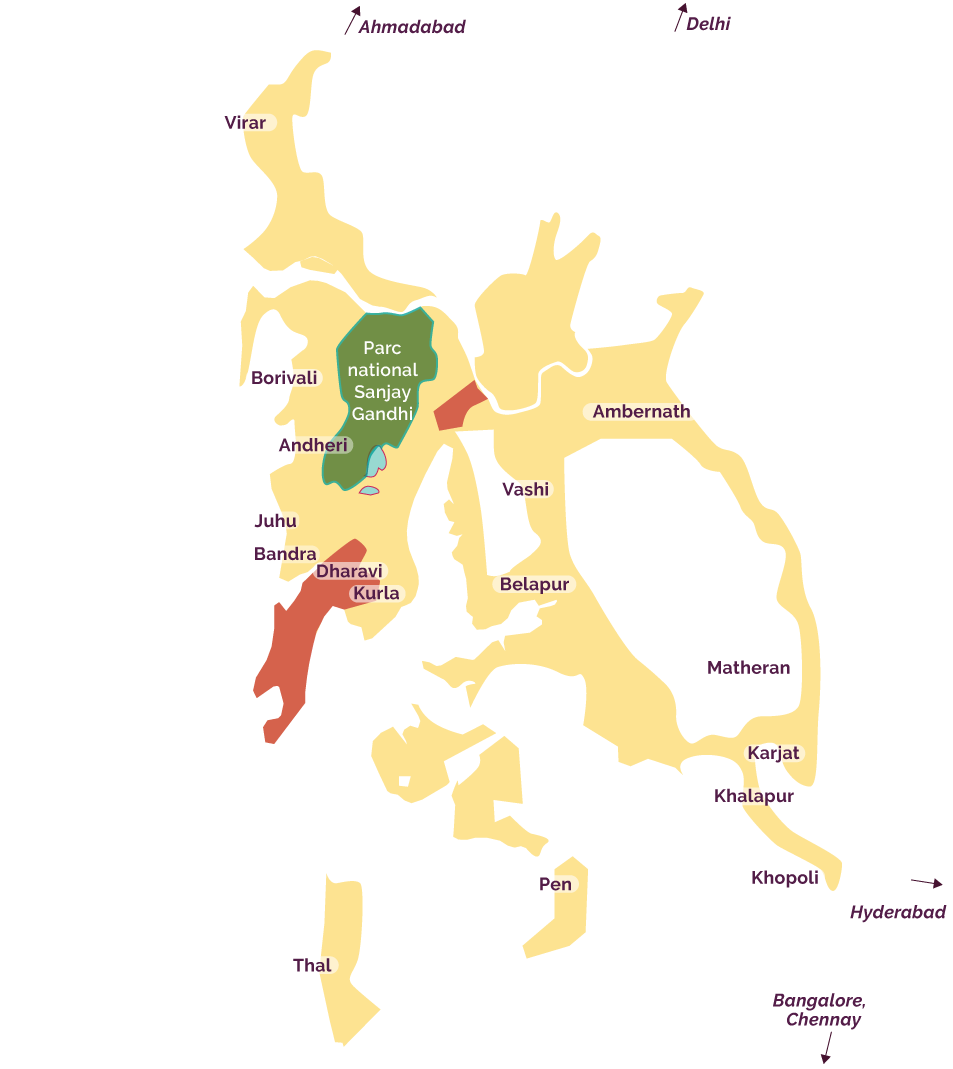 Ahmadabad
Delhi
Virar
Parc
national
Sanjay
Gandhi
Borivali
Ambernath
Andheri
Vashi
Juhu
Bandra
Dharavi
Belapur
Kurla
Matheran
Karjat
Khalapur
Khopoli
Pen
Hyderabad
Thal
Bangalore,
Chennay